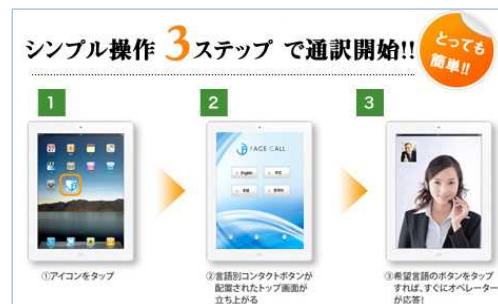 シンプル操作 3ステップ で通訳開始!!
とっても
簡単!!
1
2
3
FACE CALL
English
①アイコンをタップ
②言語別コンタクトボタンが
配置されたトップ画面が
立ち上がる
③希望言語のボタンをタップ
すれば、すぐにオペレーター
が応答!